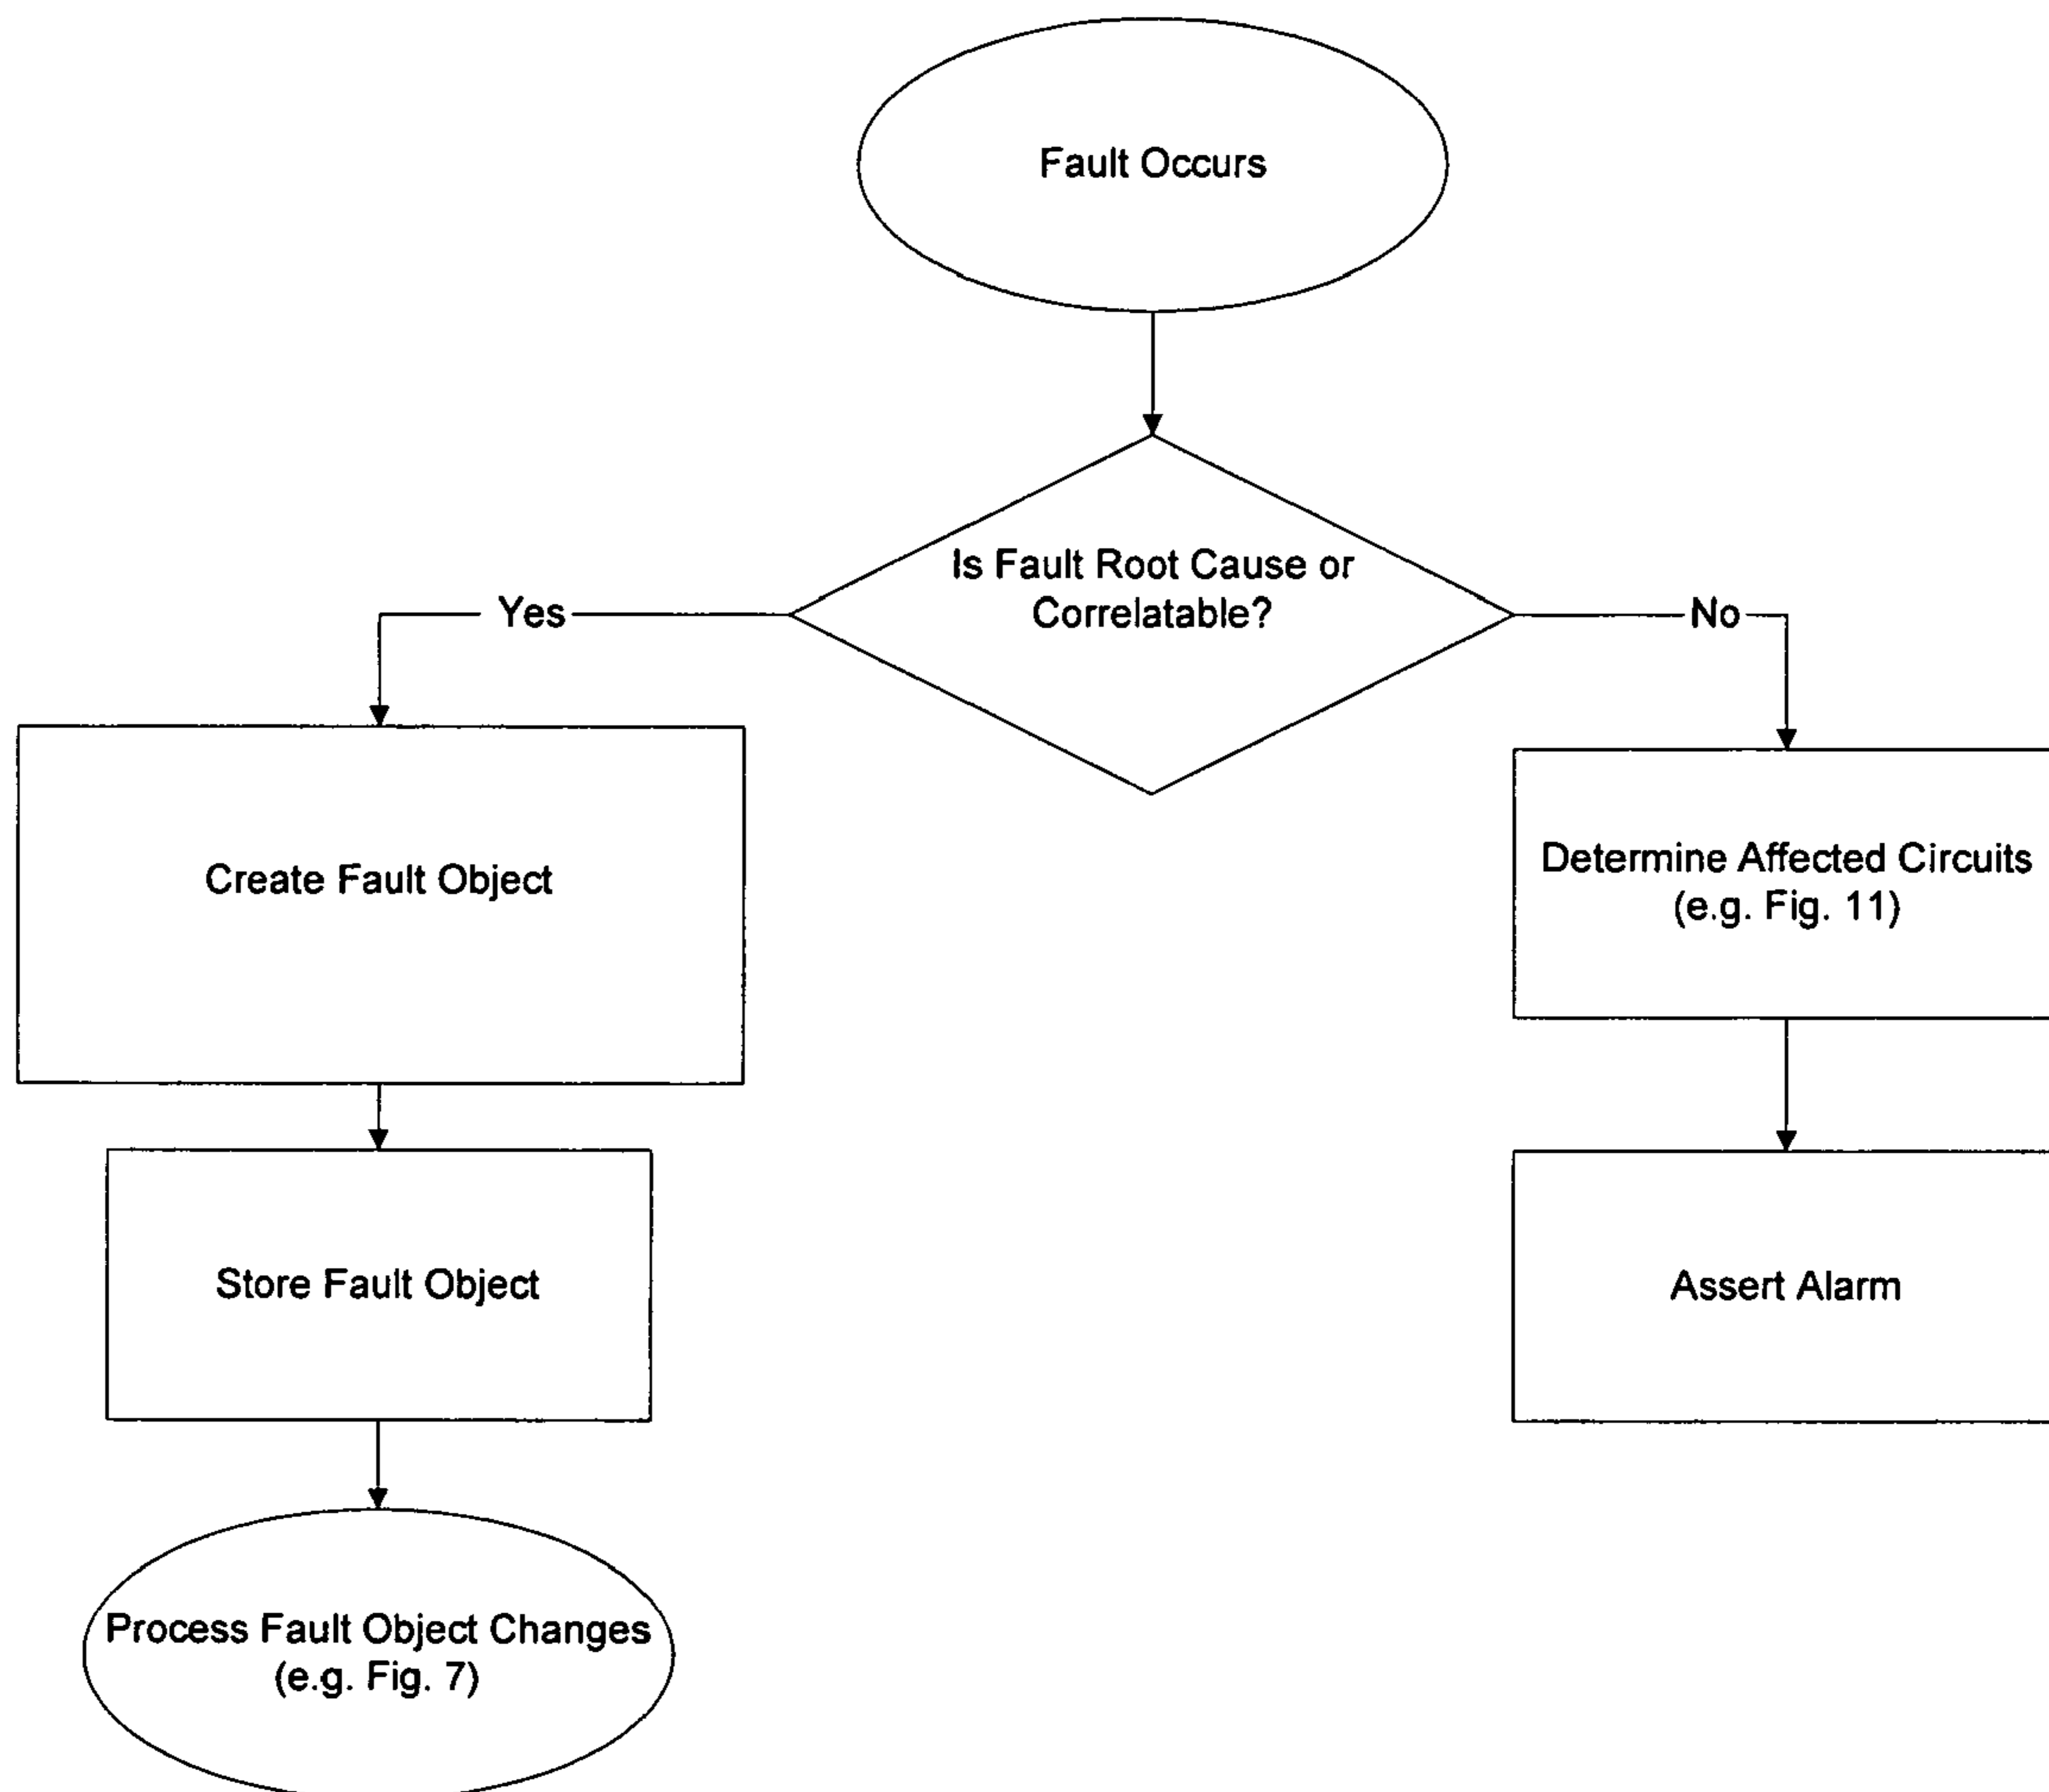 Fault Occurs
Is Fault Root Cause or
Correlatable?
Yes
No
Create Fault Object
Determine Affected Circuits
(e.g. Fig. 11)
Store Fault Object
Assert Alarm
Process Fault Object Changes
(e.g. Fig. 7)